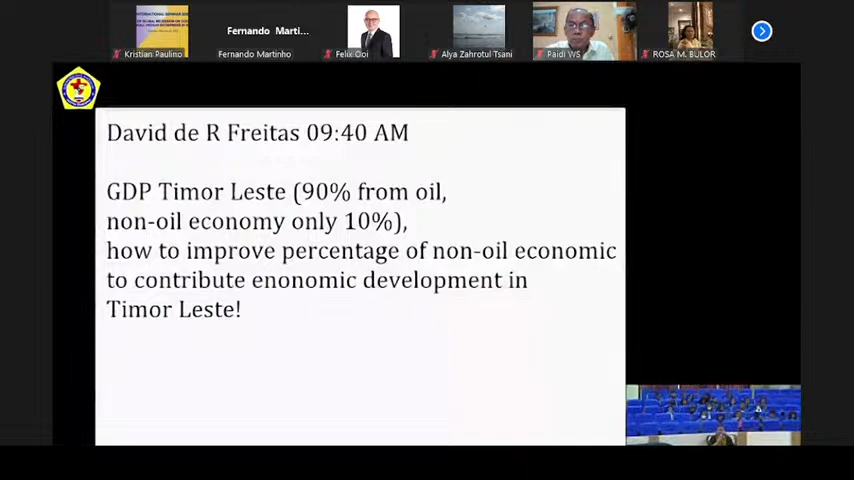 INTERNATIONAL SEMINAR
Fernando Marti...
Kristian Paulino
Fernando Martinho
Felix Ooi
Alya Zahrotul Tsani
Paidi WS
ROSA M. BULOR
David de R Freitas 09:40 AM
GDP Timor Leste (90% from oil,
non-oil economy only 10%),
how to improve percentage of non-oil economic
to contribute enonomic development in
Timor Leste!